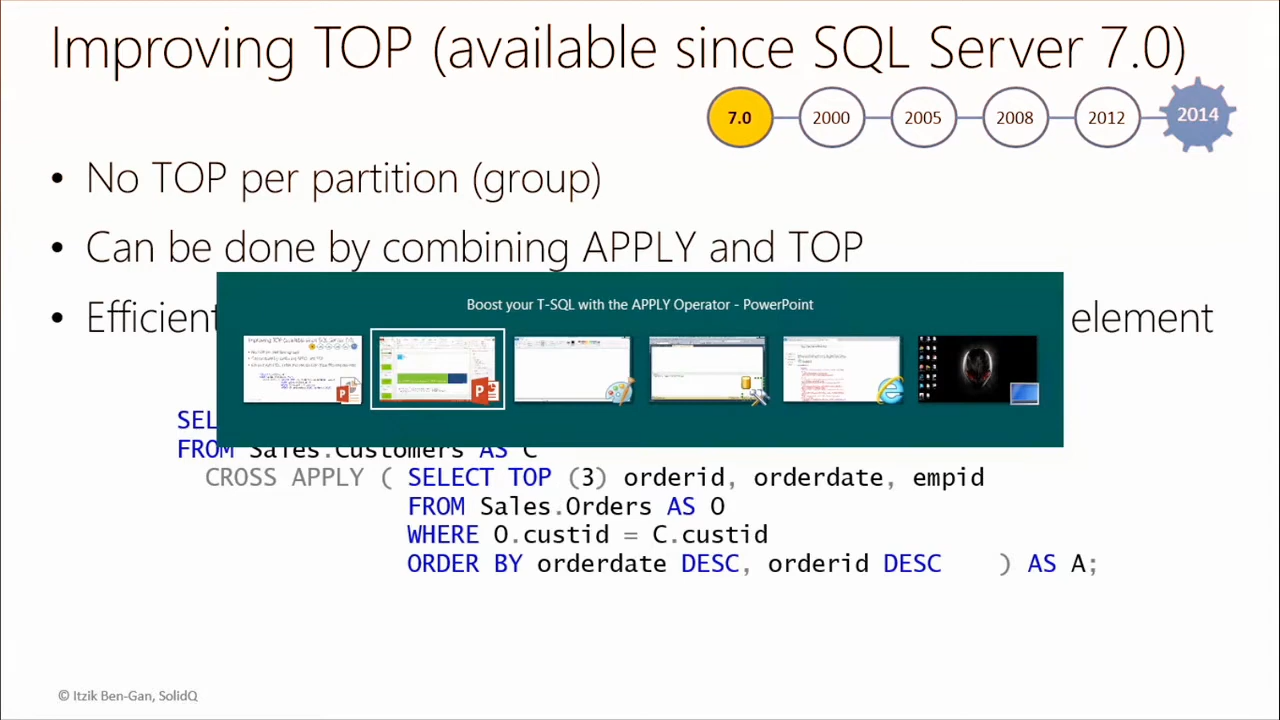 Improving TOP (available since SQL Server 7.0)
7.0 2000 2005 2008 2012 2014
• No TOP per partition (group)
• Can be done by combining APPLY and TOP
Boost your T-SQL with the APPLY Operator - PowerPoint
• Efficient element
SEL
FROM Sales.Customers AS C
CROSS APPLY ( SELECT TOP (3) orderid, orderdate, empid
FROM Sales.Orders AS O
WHERE O.custid = C.custid
ORDER BY orderdate DESC, orderid DESC ) AS A;
© Itzik Ben-Gan, SolidQ